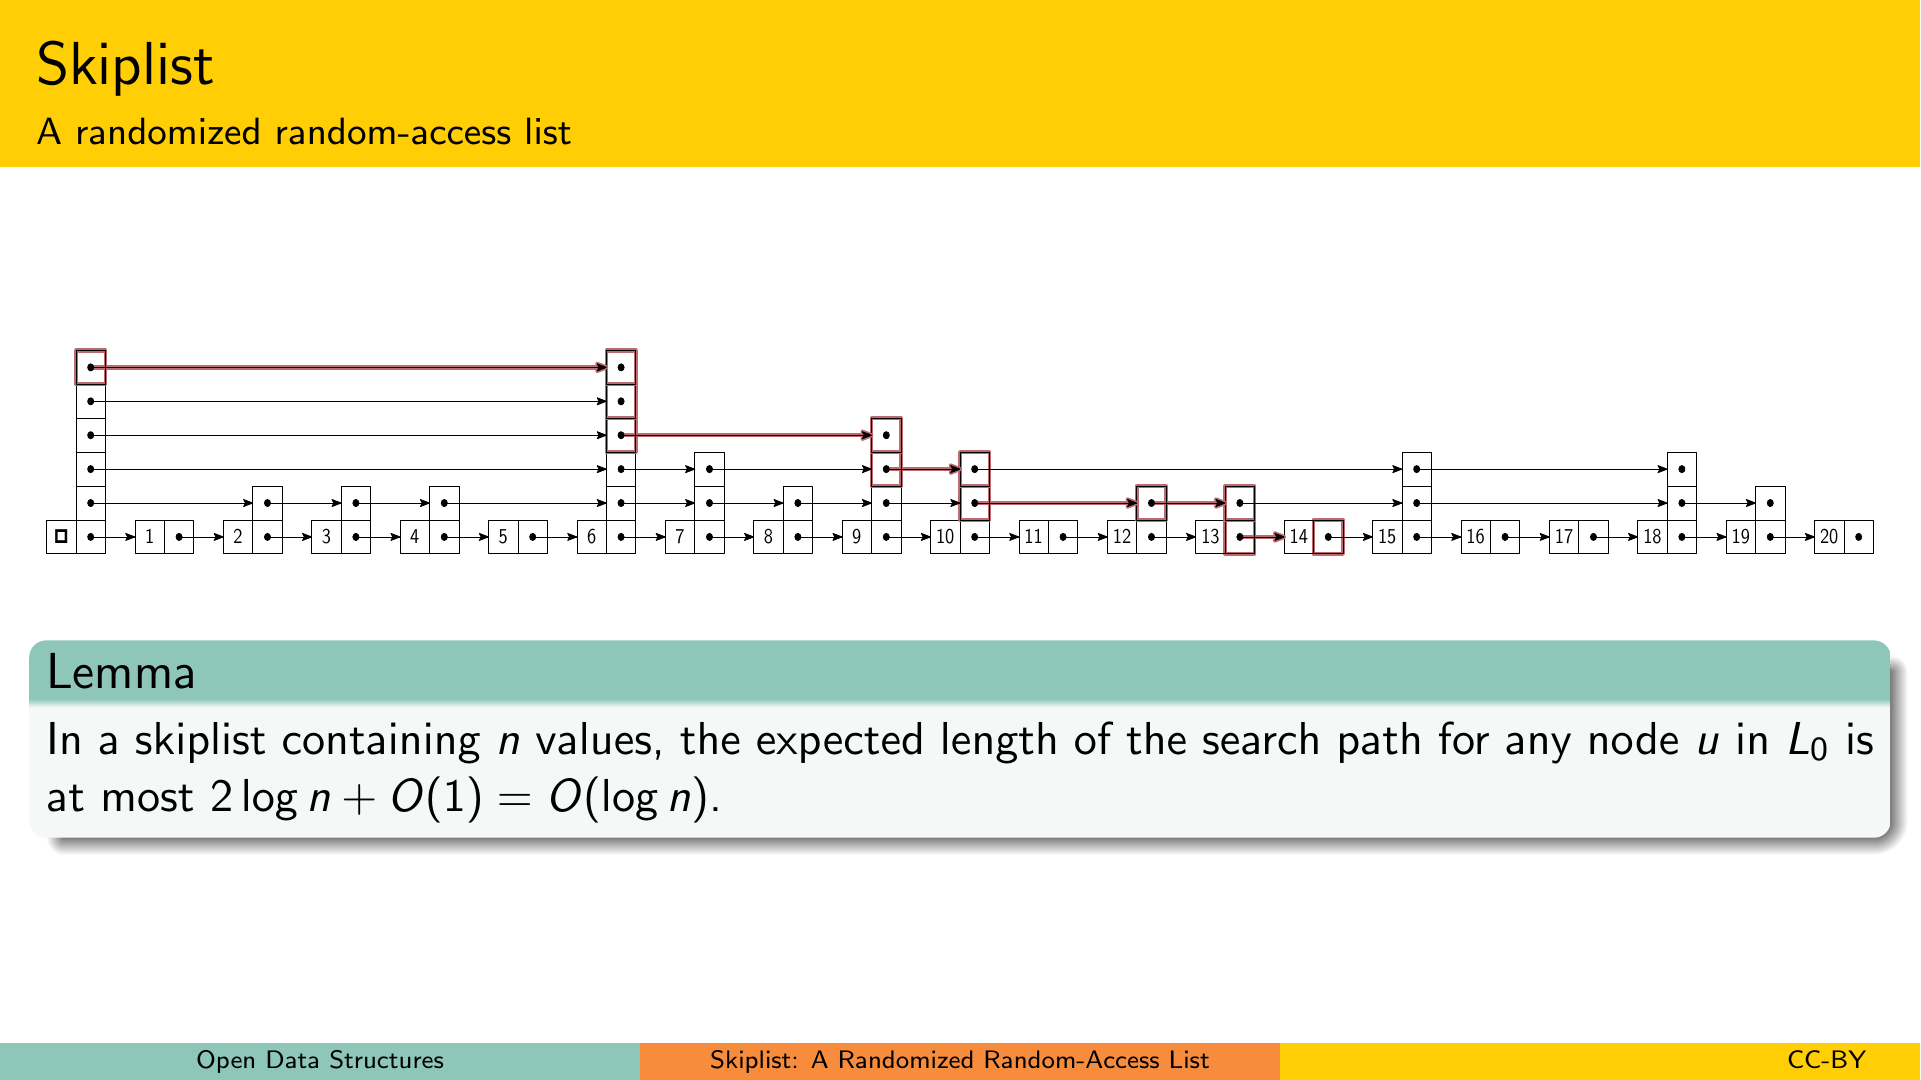 Skiplist
A randomized random-access list
1 2 3 4 5 6 7 8 9 10 11 12 13 14 15 16 17 18 19 20
Lemma
In a skiplist containing n values, the expected length of the search path for any node u in L₀ is
at most 2 log n + O(1) = O(log n).
Open Data Structures
Skiplist: A Randomized Random-Access List
CC-BY